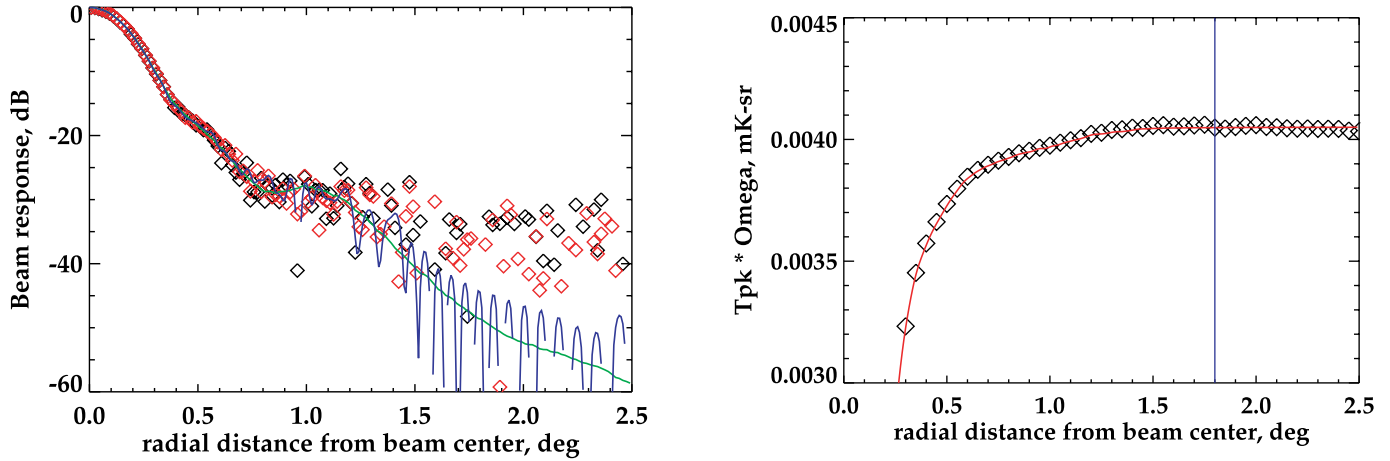 0
-20
-40
-60
Beam response, dB
0.0 0.5 1.0 1.5 2.0 2.5
radial distance from beam center, deg
0.0045
0.0040
0.0035
0.0030
Tpk * Omega, mK-sr
0.0 0.5 1.0 1.5 2.0 2.5
radial distance from beam center, deg